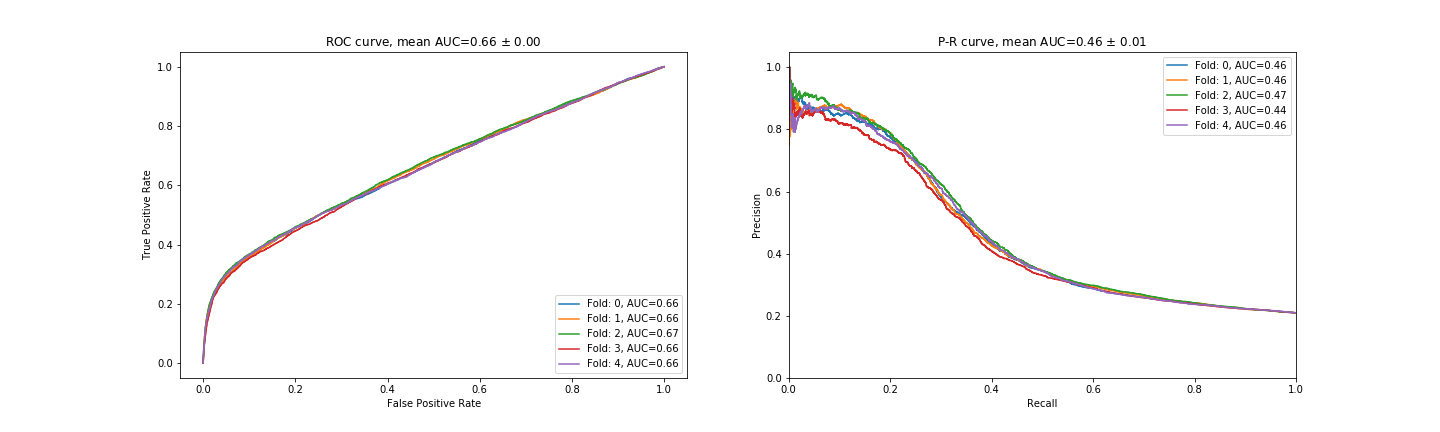 ROC curve, mean AUC=0.66 ± 0.00
True Positive Rate
1.0
0.8
0.6
0.4
0.2
0.0
0.0 0.2 0.4 0.6 0.8 1.0
False Positive Rate
Fold: 0, AUC=0.66
Fold: 1, AUC=0.66
Fold: 2, AUC=0.67
Fold: 3, AUC=0.66
Fold: 4, AUC=0.66
P-R curve, mean AUC=0.46 ± 0.01
Precision
1.0
0.8
0.6
0.4
0.2
0.0
0.0 0.2 0.4 0.6 0.8 1.0
Recall
Fold: 0, AUC=0.46
Fold: 1, AUC=0.46
Fold: 2, AUC=0.47
Fold: 3, AUC=0.44
Fold: 4, AUC=0.46